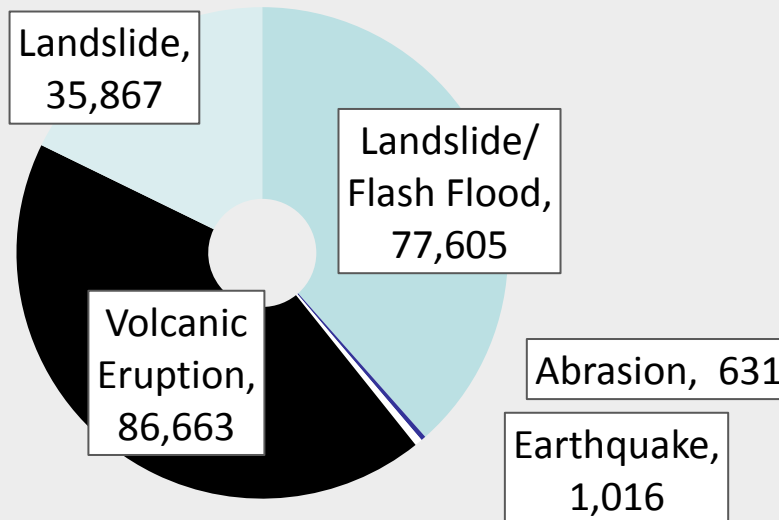 Landslide,
35,867
Landslide/
Flash Flood,
77,605
Volcanic
Eruption,
86,663
Abrasion, 631
Earthquake,
1,016